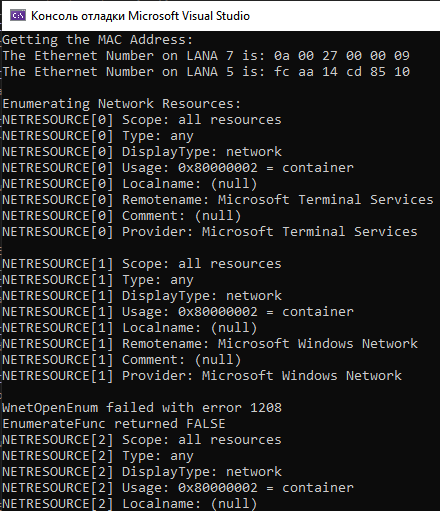 Консоль отладки Microsoft Visual Studio
Getting the MAC Address:
The Ethernet Number on LANA 7 is: 0a 00 27 00 00 09
The Ethernet Number on LANA 5 is: fc aa 14 cd 85 10
Enumerating Network Resources:
NETRESOURCE[0] Scope: all resources
NETRESOURCE[0] Type: any
NETRESOURCE[0] DisplayType: network
NETRESOURCE[0] Usage: 0x80000002 = container
NETRESOURCE[0] Localname: (null)
NETRESOURCE[0] Remotename: Microsoft Terminal Services
NETRESOURCE[0] Comment: (null)
NETRESOURCE[0] Provider: Microsoft Terminal Services
NETRESOURCE[1] Scope: all resources
NETRESOURCE[1] Type: any
NETRESOURCE[1] DisplayType: network
NETRESOURCE[1] Usage: 0x80000002 = container
NETRESOURCE[1] Localname: (null)
NETRESOURCE[1] Remotename: Microsoft Windows Network
NETRESOURCE[1] Comment: (null)
NETRESOURCE[1] Provider: Microsoft Windows Network
WnetOpenEnum failed with error 1208
EnumerateFunc returned FALSE
NETRESOURCE[2] Scope: all resources
NETRESOURCE[2] Type: any
NETRESOURCE[2] DisplayType: network
NETRESOURCE[2] Usage: 0x80000002 = container
NETRESOURCE[2] Localname: (null)